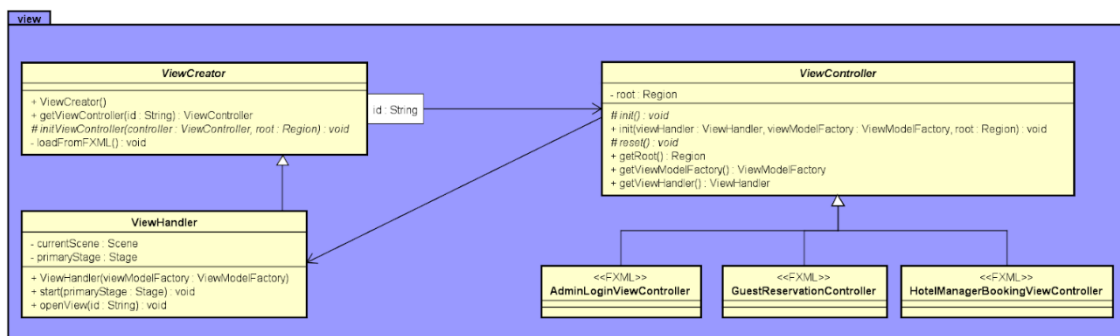 view
ViewCreator
+ ViewCreator()
+ getViewController(id : String) : ViewController
# initViewController(controller : ViewController, root : Region) : void
- loadFromFXML() : void
id : String
ViewController
- root : Region
# init() : void
+ init(viewHandler : ViewHandler, viewModelFactory : ViewModelFactory, root : Region) : void
# reset() : void
+ getRoot() : Region
+ getViewModelFactory() : ViewModelFactory
+ getViewHandler() : ViewHandler
ViewHandler
- currentScene : Scene
- primaryStage : Stage
+ ViewHandler(viewModelFactory : ViewModelFactory)
+ start(primaryStage : Stage) : void
+ openView(id : String) : void
<<FXML>>
AdminLoginViewController
<<FXML>>
GuestReservationController
<<FXML>>
HotelManagerBookingViewController